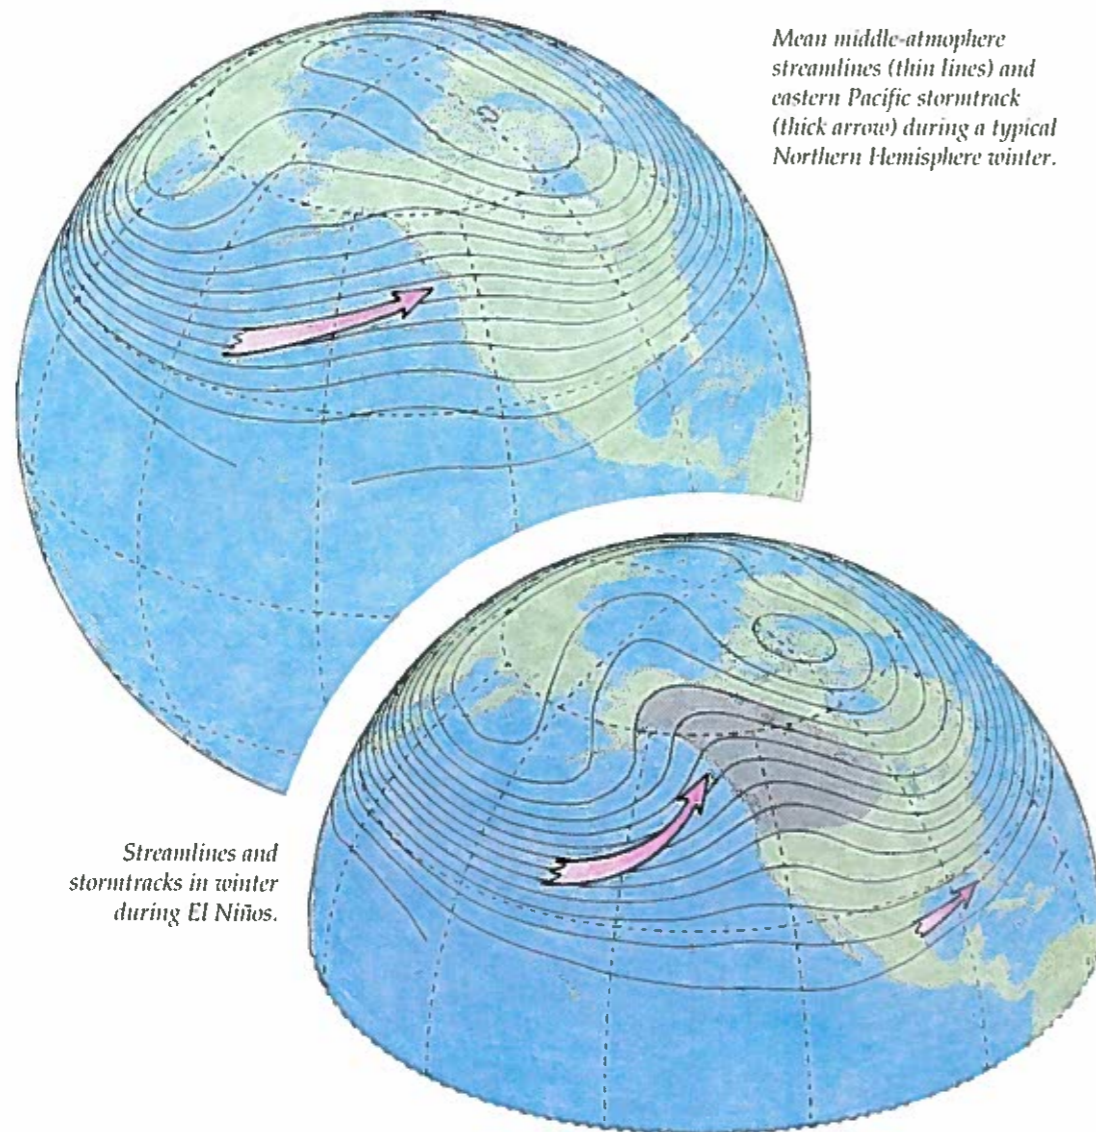 Mean middle-atmophere
streamlines (thin lines) and
eastern Pacific stormtrack
(thick arrow) during a typical
Northern Hemisphere winter.
Streamlines and
stormtracks in winter
during El Niños.